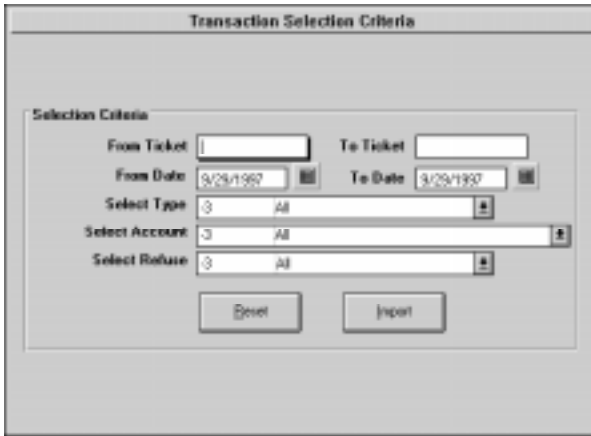 Transaction Selection Criteria
Selection Criteria
From Ticket To Ticket
From Date 9/29/1997 To Date 9/29/1997
Select Type -3 All
Select Account -3 All
Select Refuse -3 All
Reset Import